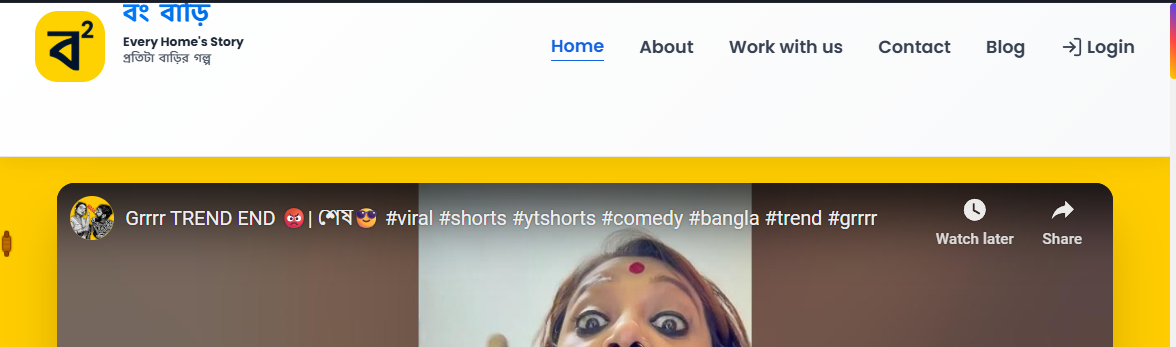 বং বাড়ি
ব2
Every Home's Story
প্রতিটা বাড়ির গল্প
Home About Work with us Contact Blog Login
Grrrr TREND END 😡 | শেষ😎 #viral #shorts #ytshorts #comedy #bangla #trend #grrrr
Watch later Share